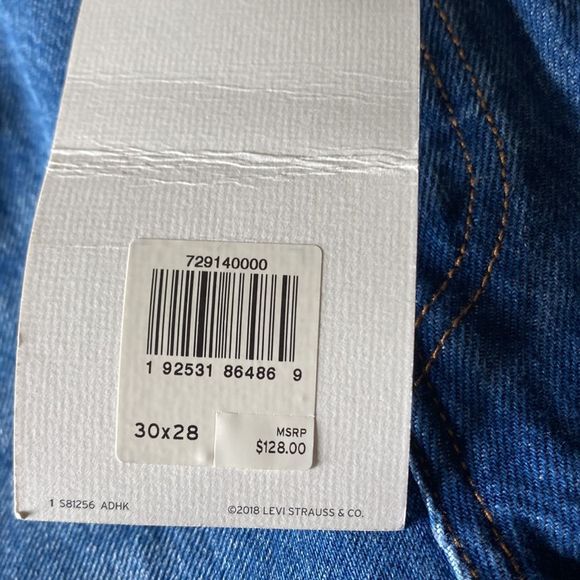 729140000
1 92531 86486 9
30x28
MSRP
$128.00
1 S81256 ADHK
©2018 LEVI STRAUSS & CO.